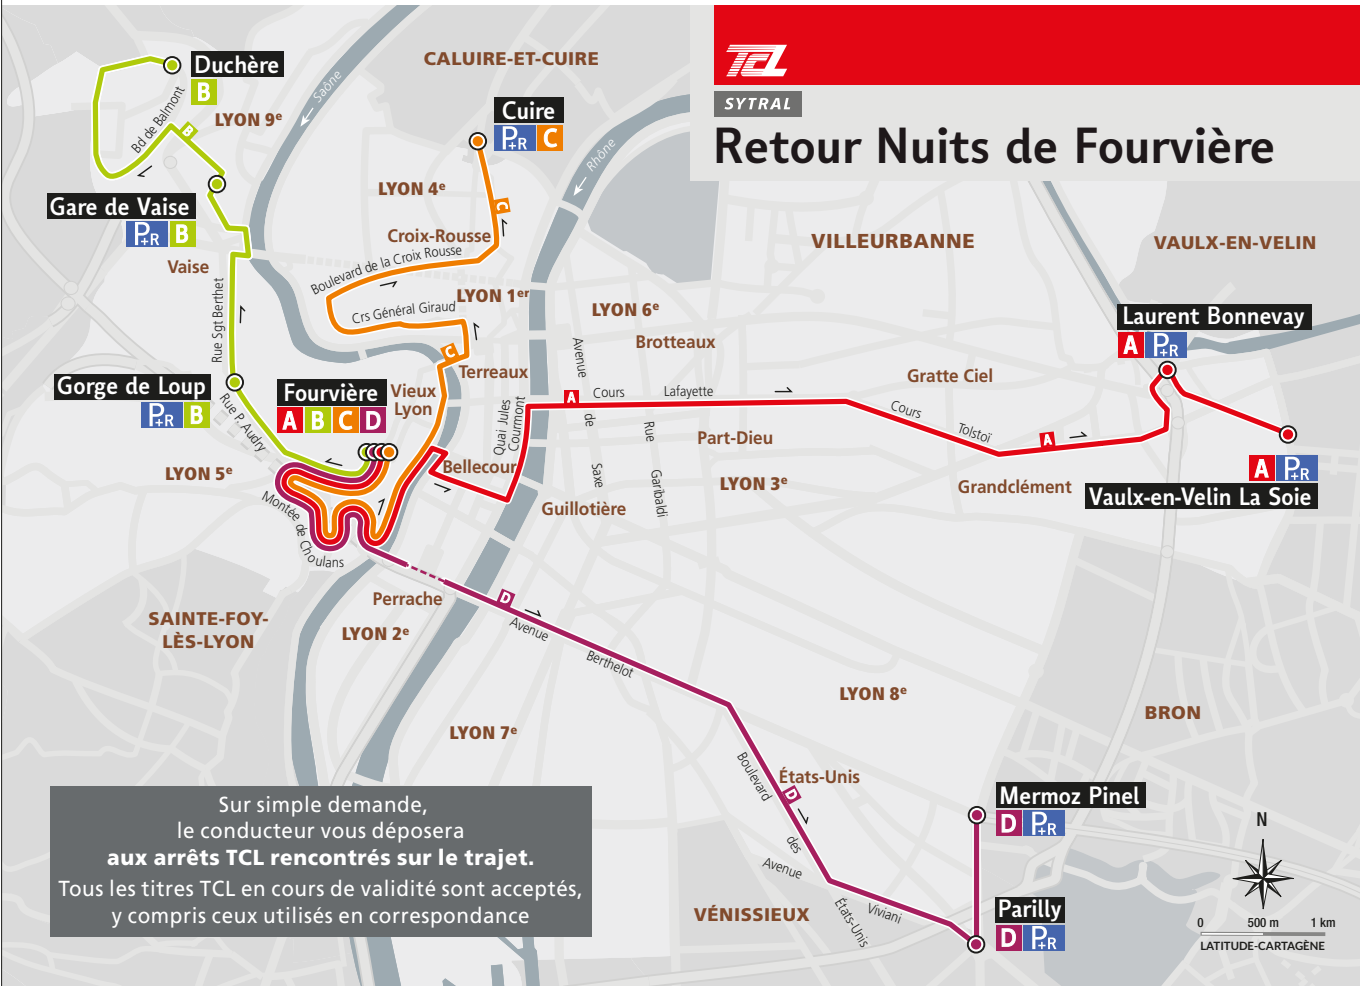 TCL
SYTRAL
Retour Nuits de Fourvière
CALUIRE-ET-CUIRE
Duchère
B
Saône
Bd de Balmont
B
LYON 9e
Cuire
P+R C
Rhône
LYON 4e
C
Gare de Vaise
P+R B
Croix-Rousse
Boulevard de la Croix Rousse
VILLEURBANNE
VAULX-EN-VELIN
Vaise
Rue Sgt Berthet
LYON 1er
Crs Général Giraud
LYON 6e
Brotteaux
Laurent Bonnevay
A P+R
C
Terreaux
Gorge de Loup
P+R B
Rue P. Audry
Fourvière
A B C D
Vieux
Lyon
Avenue
de
Saxe
A
Cours
Lafayette
Gratte Ciel
Quai Jules
Courmont
Rue
Garibaldi
Cours
Tolstoï
A
Part-Dieu
LYON 5e
Bellecour
LYON 3e
Grandclément
A P+R
Vaulx-en-Velin La Soie
Guillotière
Montée de Choulans
Perrache
D
Avenue
Berthelot
SAINTE-FOY-
LÈS-LYON
LYON 2e
LYON 8e
BRON
LYON 7e
Boulevard
des
États-Unis
États-Unis
D
Mermoz Pinel
D P+R
Avenue
Viviani
VÉNISSIEUX
Parilly
D P+R
Sur simple demande,
le conducteur vous déposera
aux arrêts TCL rencontrés sur le trajet.
Tous les titres TCL en cours de validité sont acceptés,
y compris ceux utilisés en correspondance
N
0 500 m 1 km
LATITUDE-CARTAGÈNE